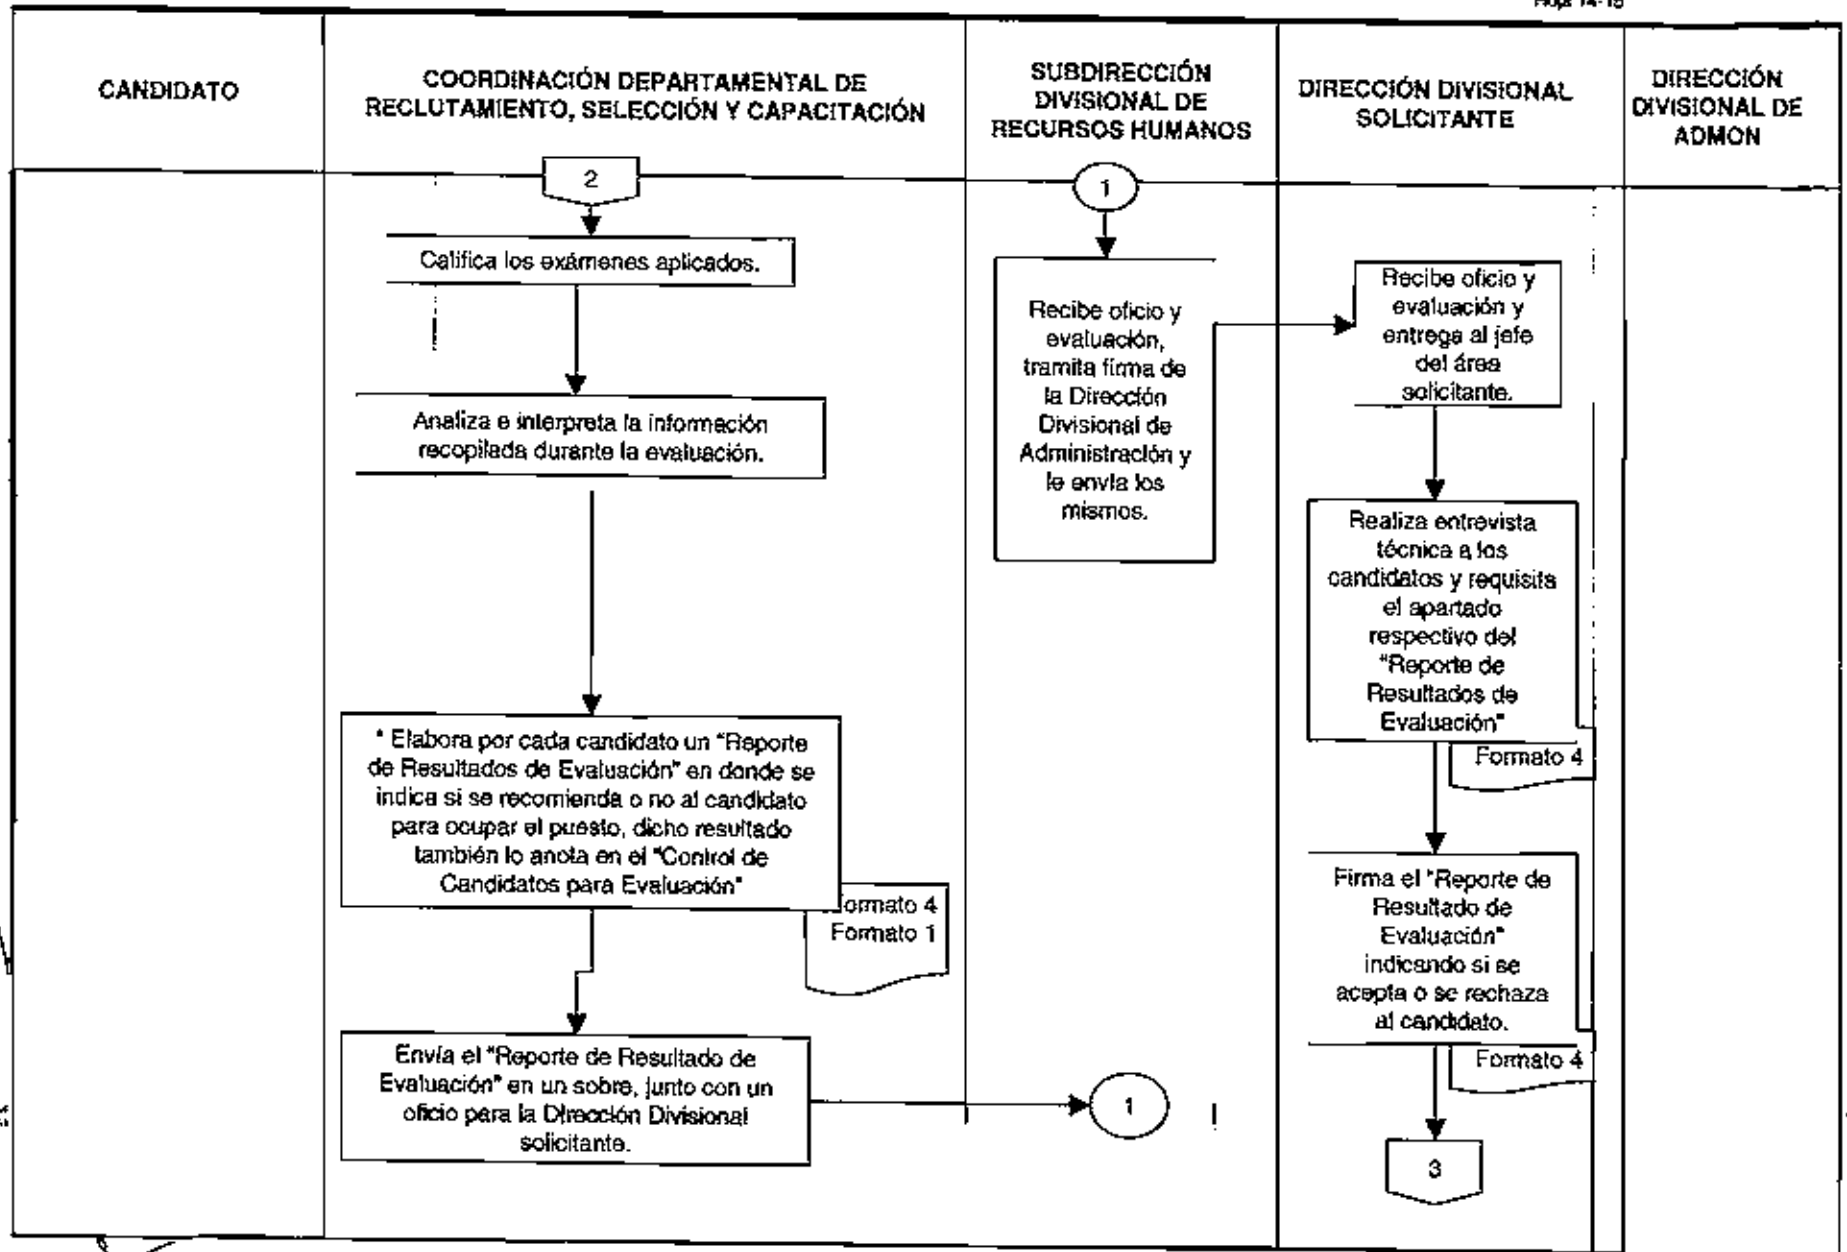 Hoja 14-15
CANDIDATO
COORDINACIÓN DEPARTAMENTAL DE
RECLUTAMIENTO, SELECCIÓN Y CAPACITACIÓN
SUBDIRECCIÓN
DIVISIONAL DE
RECURSOS HUMANOS
DIRECCIÓN DIVISIONAL
SOLICITANTE
DIRECCIÓN
DIVISIONAL DE
ADMON
2
Califica los exámenes aplicados.
Analiza e interpreta la información
recopilada durante la evaluación.
* Elabora por cada candidato un "Reporte
de Resultados de Evaluación" en donde se
indica si se recomienda o no al candidato
para ocupar el puesto, dicho resultado
también lo anota en el "Control de
Candidatos para Evaluación"
Formato 4
Formato 1
Envía el "Reporte de Resultado de
Evaluación" en un sobre, junto con un
oficio para la Dirección Divisional
solicitante.
1
1
Recibe oficio y
evaluación,
tramita firma de
la Dirección
Divisional de
Administración y
le envía los
mismos.
Recibe oficio y
evaluación y
entrega al jefe
del área
solicitante.
Realiza entrevista
técnica a los
candidatos y requisita
el apartado
respectivo del
"Reporte de
Resultados de
Evaluación"
Formato 4
Firma el "Reporte de
Resultado de
Evaluación"
indicando si se
acepta o se rechaza
al candidato.
Formato 4
3